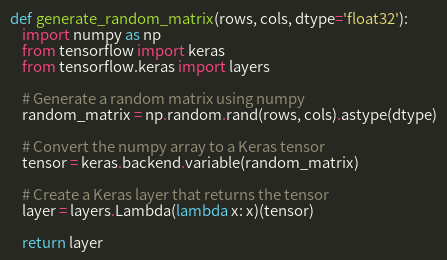 def generate_random_matrix(rows, cols, dtype='float32'):
import numpy as np
from tensorflow import keras
from tensorflow.keras import layers
# Generate a random matrix using numpy
random_matrix = np.random.rand(rows, cols).astype(dtype)
# Convert the numpy array to a Keras tensor
tensor = keras.backend.variable(random_matrix)
# Create a Keras layer that returns the tensor
layer = layers.Lambda(lambda x: x)(tensor)
return layer